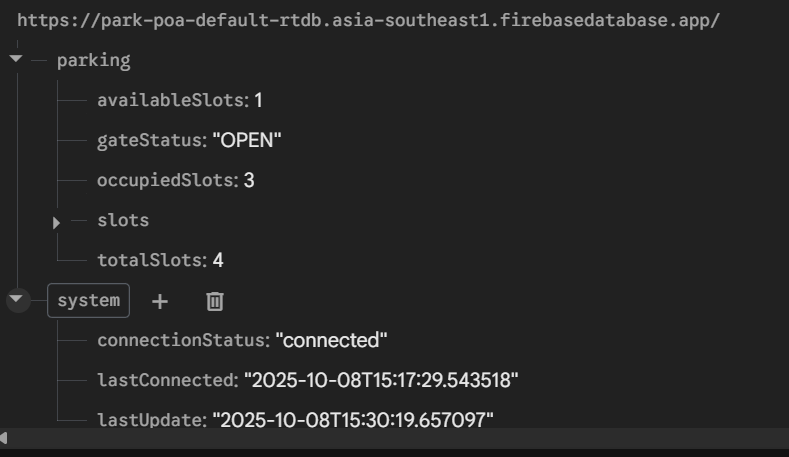 https://park-poa-default-rtdb.asia-southeast1.firebasedatabase.app/
parking
availableSlots: 1
gateStatus: "OPEN"
occupiedSlots: 3
slots
totalSlots: 4
system
connectionStatus: "connected"
lastConnected: "2025-10-08T15:17:29.543518"
lastUpdate: "2025-10-08T15:30:19.657097"